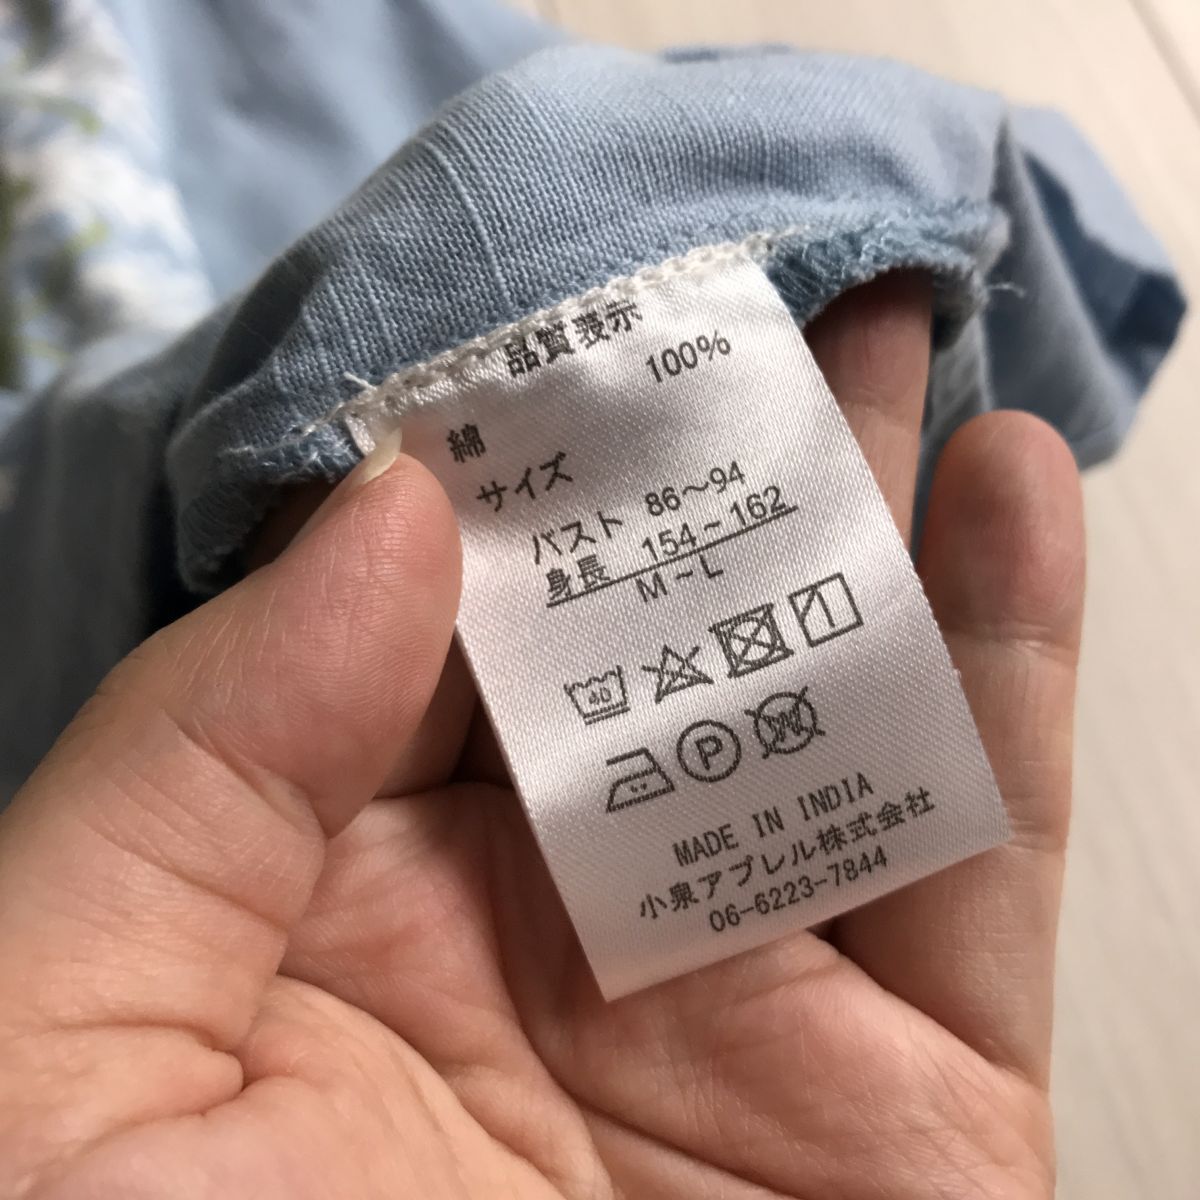 品質表示
綿 100%
サイズ
バスト 86～94
身長 154～162
M～L
40
P
W
MADE IN INDIA
小泉アプレル株式会社
06-6223-7844